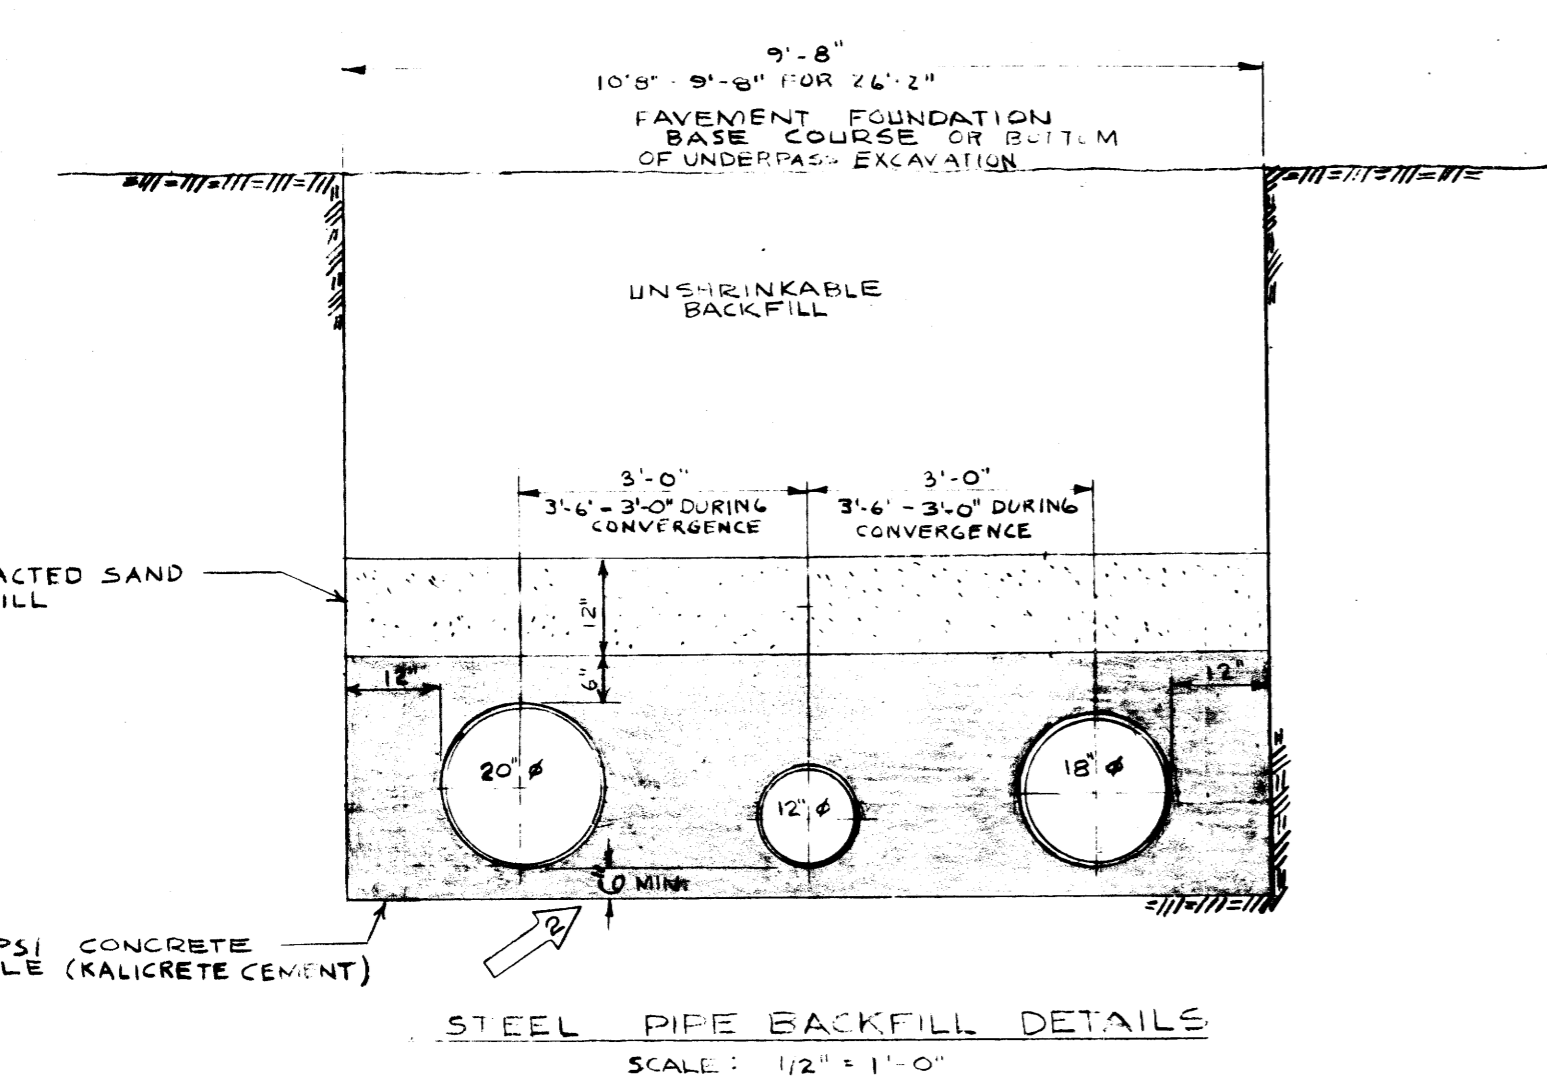 9'-8"
10'8" - 9'-8" FOR 26'-2"
PAVEMENT FOUNDATION
BASE COURSE OR BOTTOM
OF UNDERPASS EXCAVATION
UNSHRINKABLE
BACKFILL
3'-0"
3'-6' - 3'-0" DURING
CONVERGENCE
3'-0"
3'-6' - 3'-0" DURING
CONVERGENCE
ACTED SAND
ILL
12"
6"
12"
12"
20" ⌀
12" ⌀
18" ⌀
6" MIN.
2
PSI CONCRETE
LE (KALICRETE CEMENT)
STEEL PIPE BACKFILL DETAILS
SCALE: 1/2" = 1'-0"